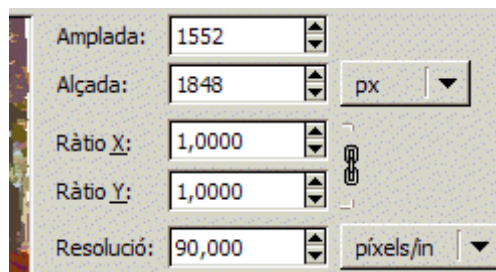 Amplada: 1552
Alçada: 1848 px
Ràtio X: 1,0000
Ràtio Y: 1,0000
Resolució: 90,000 píxels/in